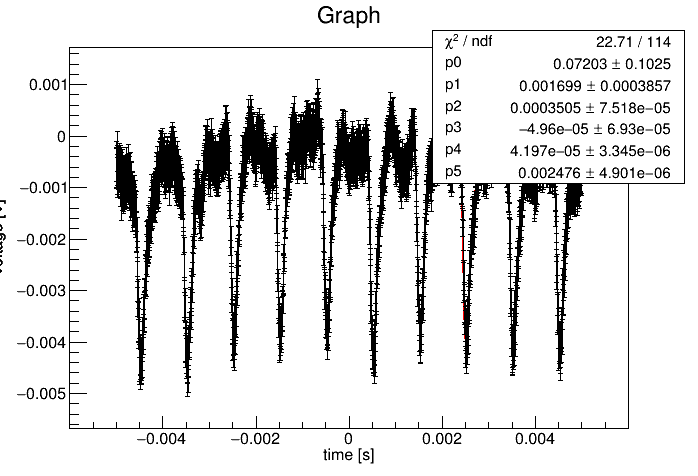 Graph
χ² / ndf 22.71 / 114
p0 0.07203 ± 0.1025
p1 0.001699 ± 0.0003857
p2 0.0003505 ± 7.518e−05
p3 −4.96e−05 ± 6.93e−05
p4 4.197e−05 ± 3.345e−06
p5 0.002476 ± 4.901e−06
0.001
0
−0.001
−0.002
−0.003
−0.004
−0.005
−0.004 −0.002 0 0.002 0.004
time [s]